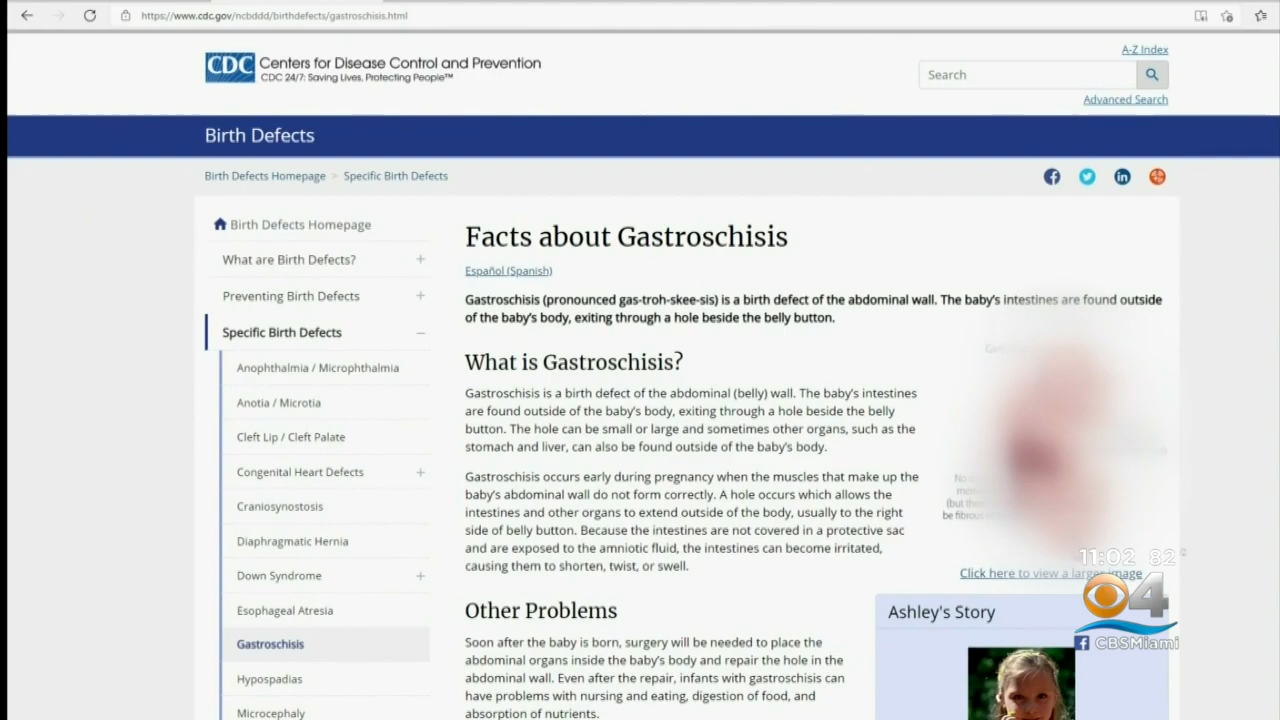 https://www.cdc.gov/ncbddd/birthdefects/gastroschisis.html
A-Z Index
CDC Centers for Disease Control and Prevention
CDC 24/7: Saving Lives, Protecting People™
Search
Advanced Search
Birth Defects
Birth Defects Homepage > Specific Birth Defects
Birth Defects Homepage
What are Birth Defects? +
Preventing Birth Defects +
Specific Birth Defects −
Anophthalmia / Microphthalmia
Anotia / Microtia
Cleft Lip / Cleft Palate
Congenital Heart Defects +
Craniosynostosis
Diaphragmatic Hernia
Down Syndrome +
Esophageal Atresia
Gastroschisis
Hypospadias
Microcephaly
Facts about Gastroschisis
Español (Spanish)
Gastroschisis (pronounced gas-troh-skee-sis) is a birth defect of the abdominal wall. The baby's intestines are found outside
of the baby's body, exiting through a hole beside the belly button.
What is Gastroschisis?
Gastroschisis is a birth defect of the abdominal (belly) wall. The baby's intestines
are found outside of the baby's body, exiting through a hole beside the belly
button. The hole can be small or large and sometimes other organs, such as the
stomach and liver, can also be found outside of the baby's body.
Gastroschisis occurs early during pregnancy when the muscles that make up the
baby's abdominal wall do not form correctly. A hole occurs which allows the
intestines and other organs to extend outside of the body, usually to the right
side of belly button. Because the intestines are not covered in a protective sac
and are exposed to the amniotic fluid, the intestines can become irritated,
causing them to shorten, twist, or swell.
Other Problems
Soon after the baby is born, surgery will be needed to place the
abdominal organs inside the baby's body and repair the hole in the
abdominal wall. Even after the repair, infants with gastroschisis can
have problems with nursing and eating, digestion of food, and
absorption of nutrients.
(but
be
Click here to view a larger image
Ashley's Story
11:02 82°
4
CBSMiami